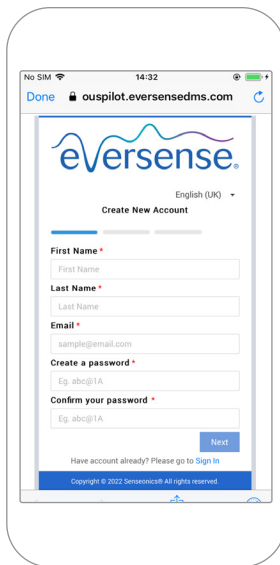 No SIM 14:32
Done ouspilot.eversensedms.com
eversense®
English (UK)
Create New Account
First Name *
First Name
Last Name *
Last Name
Email *
sample@email.com
Create a password *
Eg. abc@1A
Confirm your password *
Eg. abc@1A
Next
Have account already? Please go to Sign In
Copyright © 2022 Senseonics® All rights reserved.